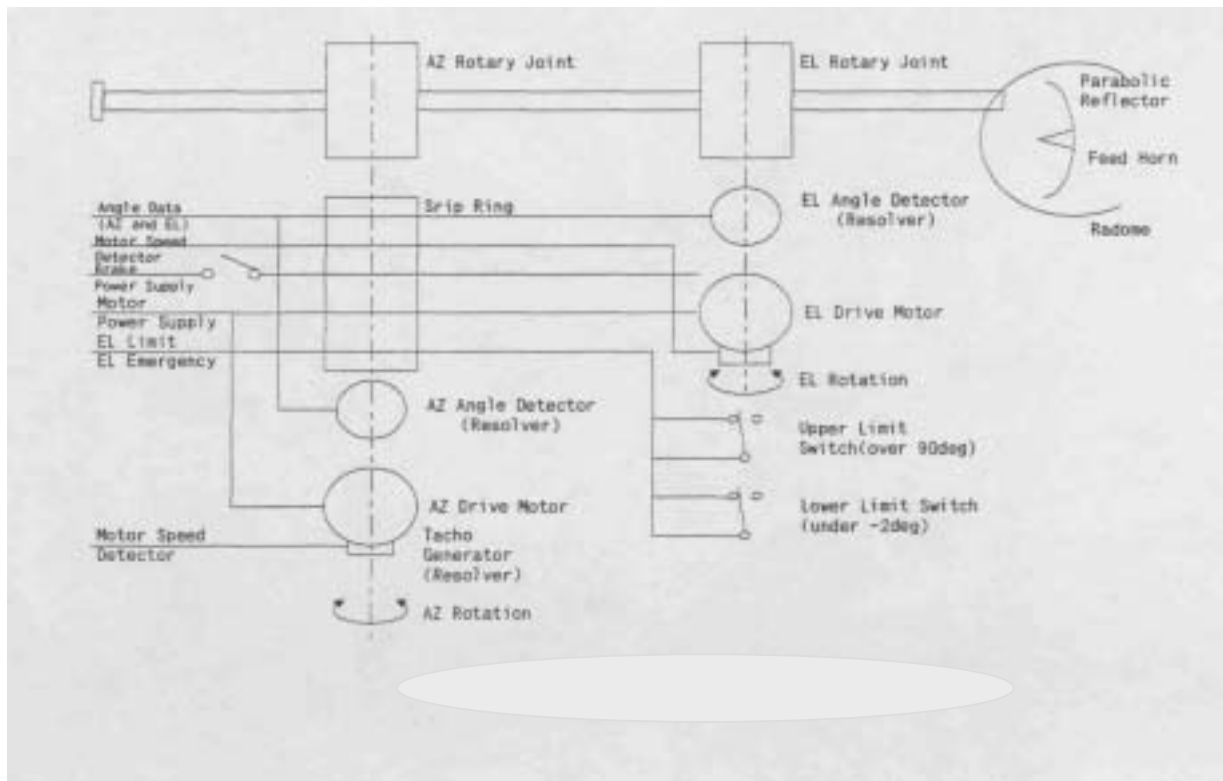 AZ Rotary Joint
EL Rotary Joint
Parabolic
Reflector
Feed Horn
Radome
Angle Data
(AZ and EL)
Motor Speed
Detector
Brake
Power Supply
Motor
Power Supply
EL Limit
EL Emergency
Srip Ring
EL Angle Detector
(Resolver)
EL Drive Motor
EL Rotation
AZ Angle Detector
(Resolver)
Upper Limit
Switch(over 90deg)
AZ Drive Motor
Lower Limit Switch
(under -2deg)
Motor Speed
Detector
Tacho
Generator
(Resolver)
AZ Rotation